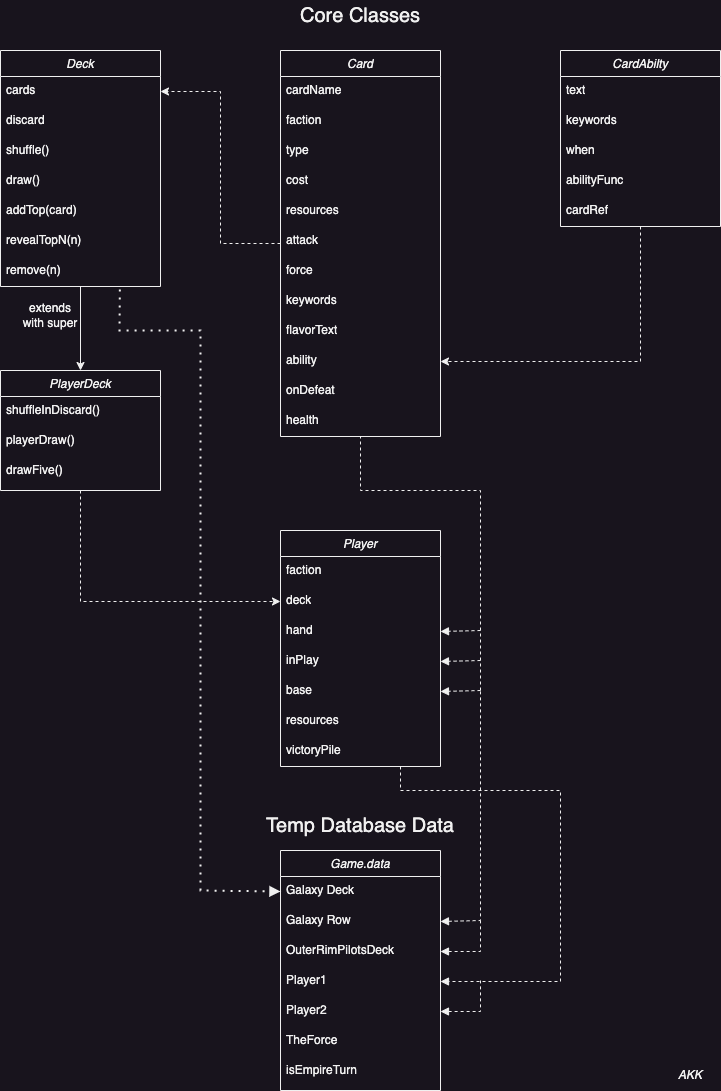 Core Classes
Deck
cards
discard
shuffle()
draw()
addTop(card)
revealTopN(n)
remove(n)
Card
cardName
faction
type
cost
resources
attack
force
keywords
flavorText
ability
onDefeat
health
CardAbilty
text
keywords
when
abilityFunc
cardRef
extends
with super
PlayerDeck
shuffleInDiscard()
playerDraw()
drawFive()
Player
faction
deck
hand
inPlay
base
resources
victoryPile
Temp Database Data
Game.data
Galaxy Deck
Galaxy Row
OuterRimPilotsDeck
Player1
Player2
TheForce
isEmpireTurn
AKK